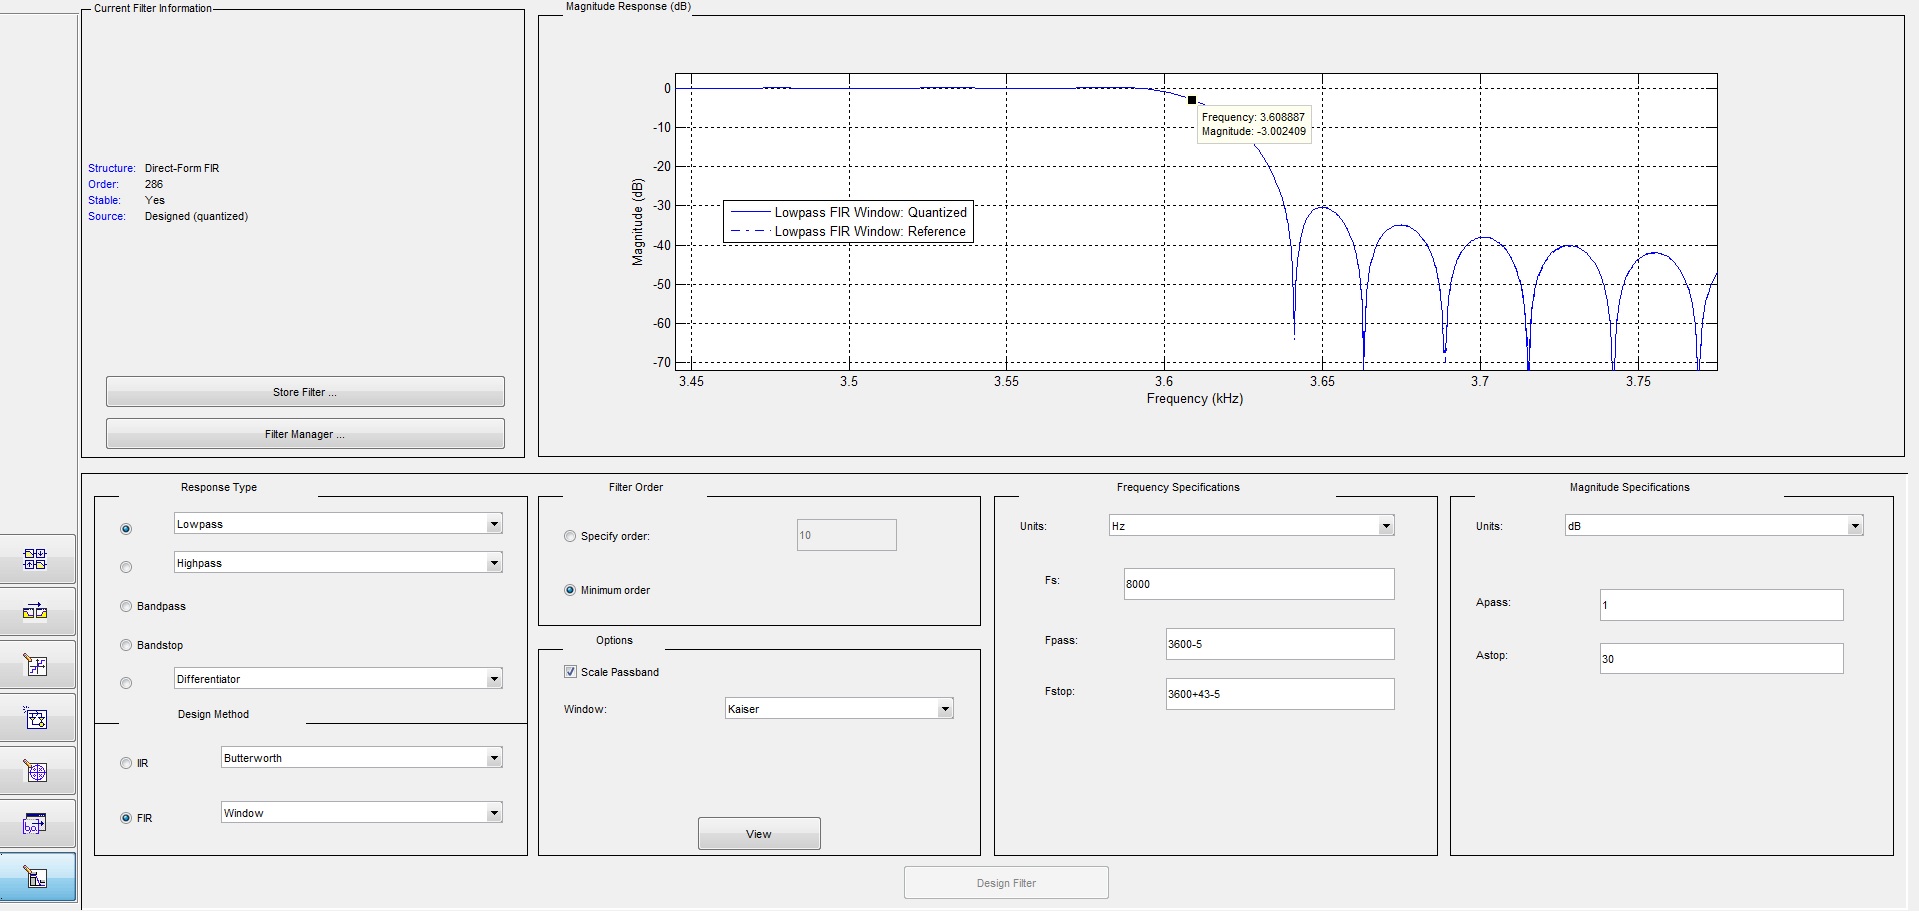 Current Filter Information
Structure: Direct-Form FIR
Order: 286
Stable: Yes
Source: Designed (quantized)
Store Filter ...
Filter Manager ...
Magnitude Response (dB)
0
-10
-20
-30
-40
-50
-60
-70
Magnitude (dB)
Frequency: 3.608887
Magnitude: -3.002409
Lowpass FIR Window: Quantized
Lowpass FIR Window: Reference
3.45 3.5 3.55 3.6 3.65 3.7 3.75
Frequency (kHz)
Response Type
Lowpass
Highpass
Bandpass
Bandstop
Differentiator
Design Method
IIR Butterworth
FIR Window
Filter Order
Specify order: 10
Minimum order
Options
Scale Passband
Window: Kaiser
View
Frequency Specifications
Units: Hz
Fs: 8000
Fpass: 3600-5
Fstop: 3600+43-5
Magnitude Specifications
Units: dB
Apass: 1
Astop: 30
Design Filter